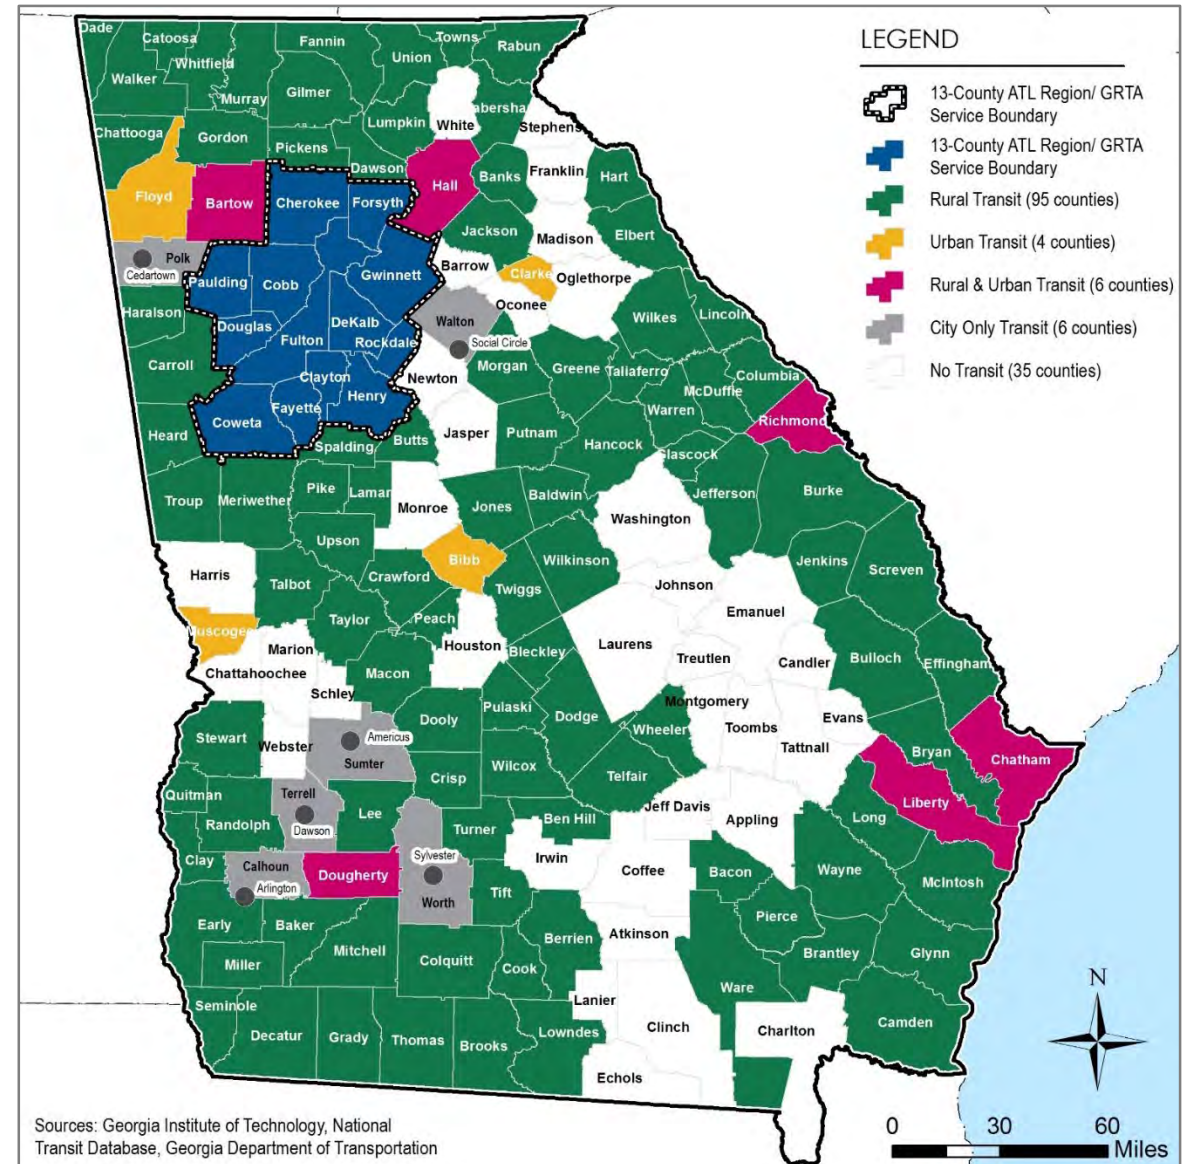 LEGEND
13-County ATL Region/ GRTA
Service Boundary
13-County ATL Region/ GRTA
Service Boundary
Rural Transit (95 counties)
Urban Transit (4 counties)
Rural & Urban Transit (6 counties)
City Only Transit (6 counties)
No Transit (35 counties)
Dade
Catoosa
Whitfield
Walker
Murray
Fannin
Gilmer
Union
Towns
Rabun
Lumpkin
White
abersha
Stephens
Chattooga
Gordon
Pickens
Dawson
Hall
Banks
Franklin
Hart
Floyd
Bartow
Cherokee
Forsyth
Jackson
Madison
Elbert
Polk
Cedartown
Paulding
Cobb
Gwinnett
Barrow
Clarke
Oglethorpe
Oconee
Haralson
Douglas
Fulton
DeKalb
Rockdale
Walton
Social Circle
Wilkes
Lincoln
Carroll
Clayton
Newton
Morgan
Greene
Taliaferro
McDuffie
Columbia
Heard
Coweta
Fayette
Henry
Spalding
Butts
Jasper
Putnam
Hancock
Warren
Richmond
Glascock
Troup
Meriwether
Pike
Lamar
Monroe
Jones
Baldwin
Washington
Jefferson
Burke
Upson
Bibb
Wilkinson
Jenkins
Screven
Harris
Talbot
Crawford
Twiggs
Johnson
Emanuel
Muscogee
Taylor
Peach
Houston
Bleckley
Laurens
Treutlen
Candler
Bulloch
Effingham
Marion
Chattahoochee
Schley
Macon
Pulaski
Dodge
Montgomery
Wheeler
Toombs
Evans
Tattnall
Stewart
Webster
Americus
Sumter
Dooly
Wilcox
Telfair
Bryan
Chatham
Quitman
Randolph
Terrell
Dawson
Lee
Crisp
Turner
Ben Hill
Jeff Davis
Appling
Long
Liberty
Clay
Calhoun
Arlington
Dougherty
Sylvester
Worth
Tift
Irwin
Coffee
Bacon
Wayne
McIntosh
Early
Baker
Mitchell
Colquitt
Berrien
Atkinson
Pierce
Brantley
Glynn
Miller
Cook
Ware
Seminole
Decatur
Grady
Thomas
Brooks
Lowndes
Lanier
Clinch
Charlton
Camden
Echols
N
0 30 60
Miles
Sources: Georgia Institute of Technology, National
Transit Database, Georgia Department of Transportation